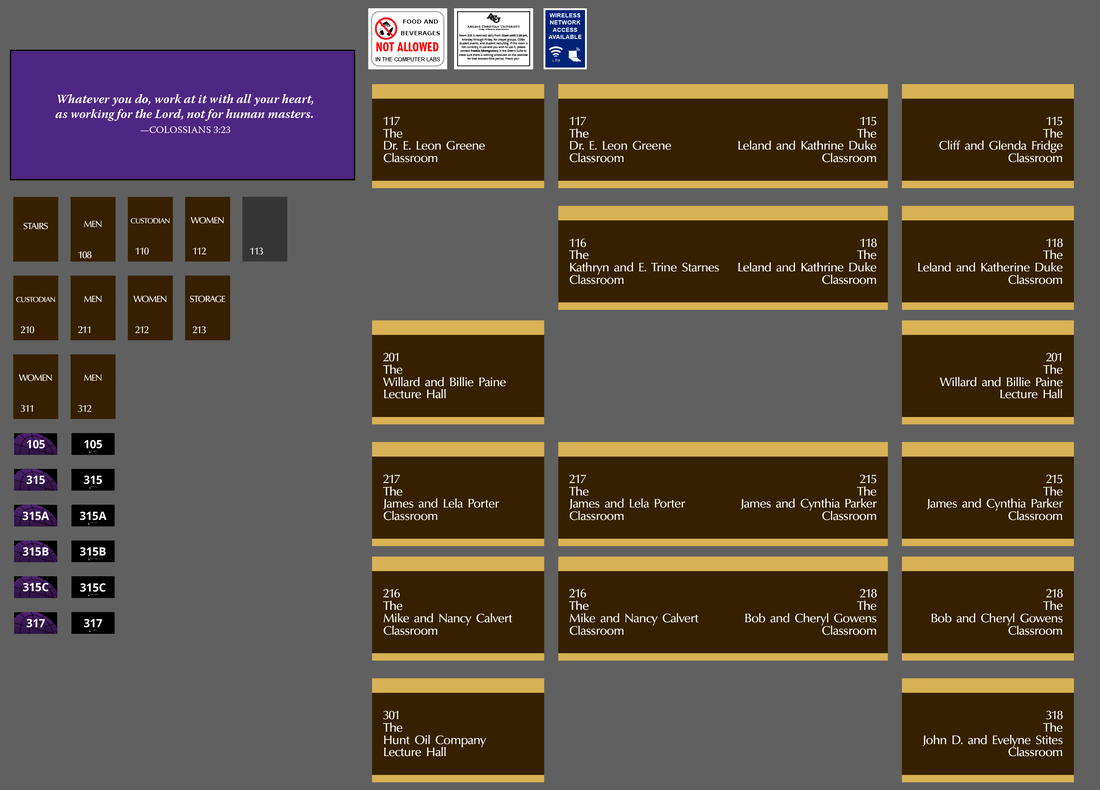 FOOD AND
BEVERAGES
NOT ALLOWED
IN THE COMPUTER LABS
ABILENE CHRISTIAN UNIVERSITY
WIRELESS
NETWORK
ACCESS
AVAILABLE
Whatever you do, work at it with all your heart,
as working for the Lord, not for human masters.
—COLOSSIANS 3:23
STAIRS
MEN
108
CUSTODIAN
110
WOMEN
112
113
CUSTODIAN
210
MEN
211
WOMEN
212
STORAGE
213
WOMEN
311
MEN
312
105
105
315
315
315A
315A
315B
315B
315C
315C
317
317
117
The
Dr. E. Leon Greene
Classroom
117
The
Dr. E. Leon Greene
Classroom
115
The
Leland and Kathrine Duke
Classroom
115
The
Cliff and Glenda Fridge
Classroom
116
The
Kathryn and E. Trine Starnes
Classroom
118
The
Leland and Kathrine Duke
Classroom
118
The
Leland and Katherine Duke
Classroom
201
The
Willard and Billie Paine
Lecture Hall
201
The
Willard and Billie Paine
Lecture Hall
217
The
James and Lela Porter
Classroom
217
The
James and Lela Porter
Classroom
215
The
James and Cynthia Parker
Classroom
215
The
James and Cynthia Parker
Classroom
216
The
Mike and Nancy Calvert
Classroom
216
The
Mike and Nancy Calvert
Classroom
218
The
Bob and Cheryl Gowens
Classroom
218
The
Bob and Cheryl Gowens
Classroom
301
The
Hunt Oil Company
Lecture Hall
318
The
John D. and Evelyne Stites
Classroom